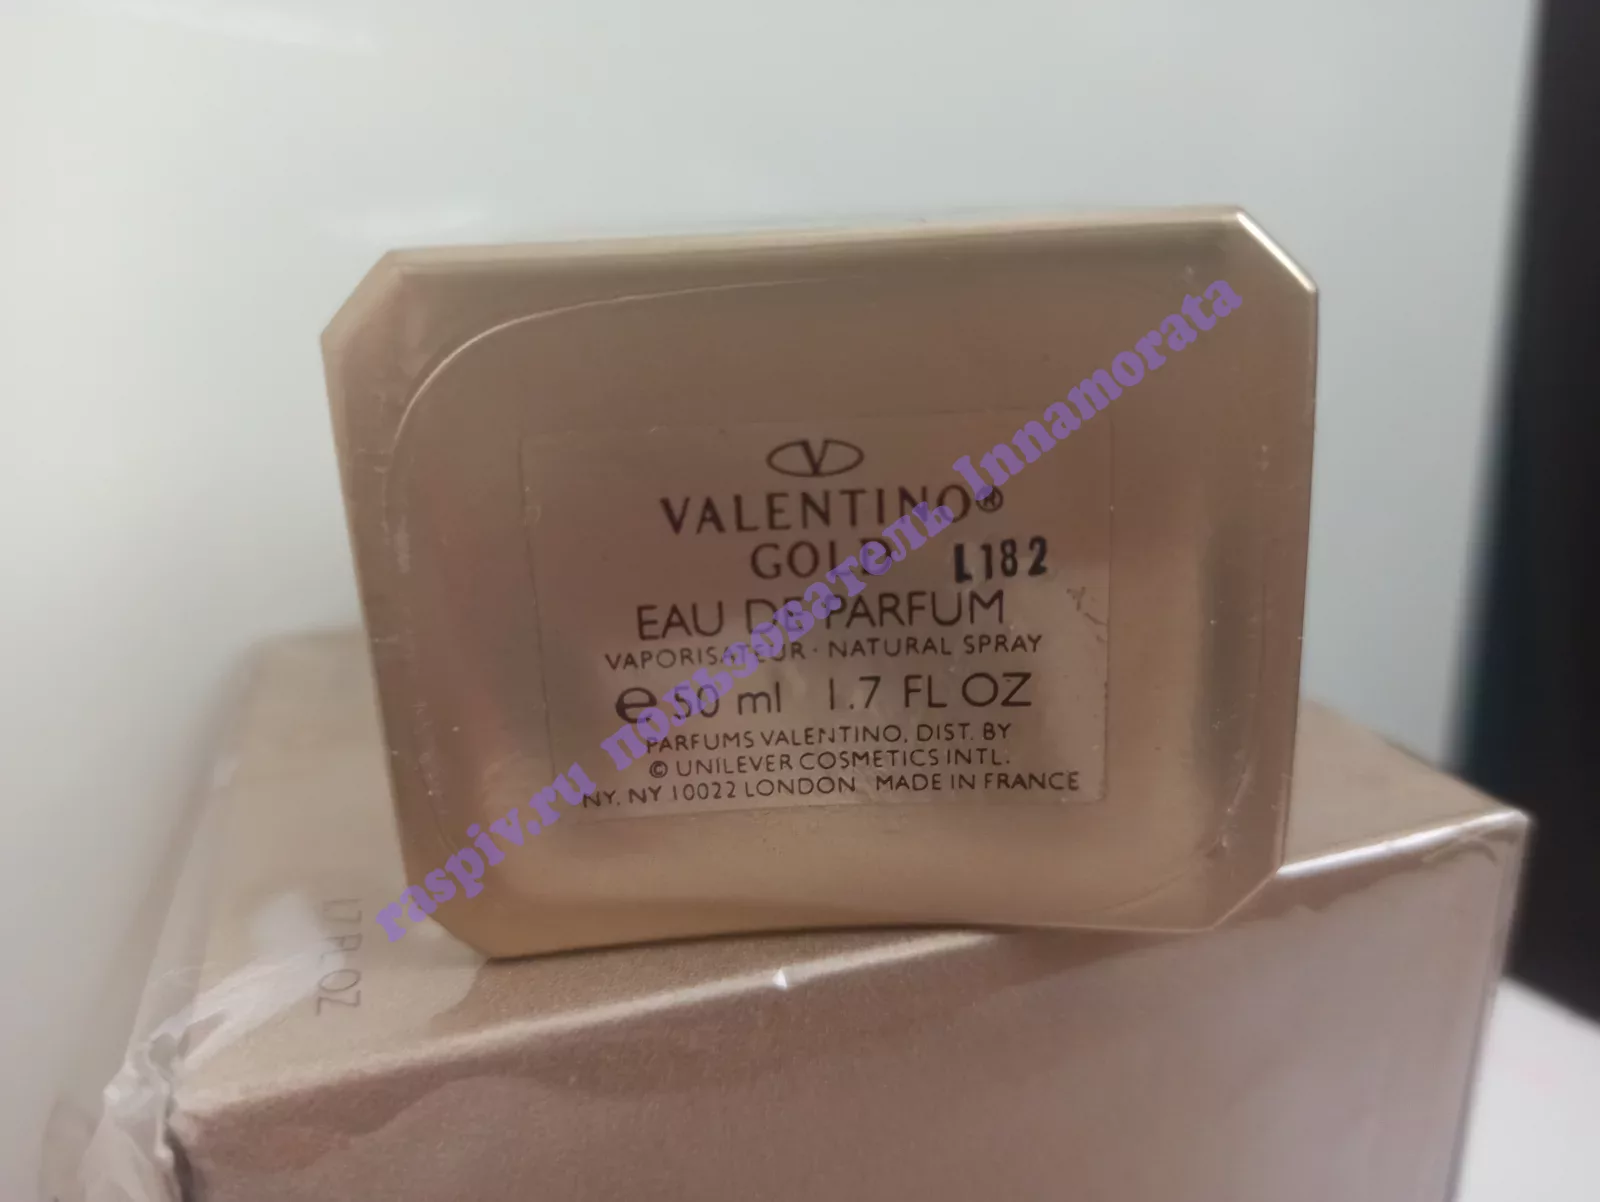 V
VALENTINO®
GOLD L182
EAU DE PARFUM
VAPORISATEUR · NATURAL SPRAY
e 50 ml 1.7 FL OZ
PARFUMS VALENTINO, DIST. BY
© UNILEVER COSMETICS INTL.
NY, NY 10022 LONDON MADE IN FRANCE
raspiv.ru пользователь Innamorata
1.7 FL OZ